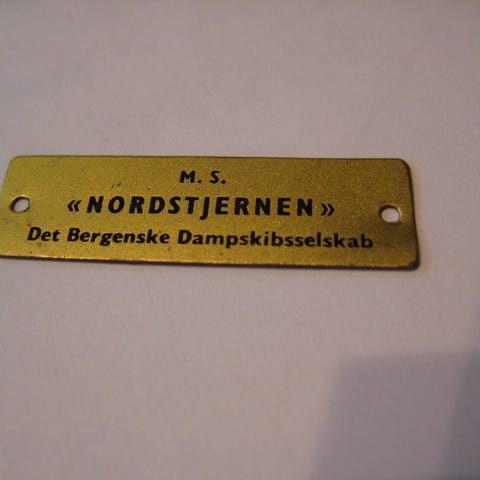 M. S.
«NORDSTJERNEN»
Det Bergenske Dampskibsselskab